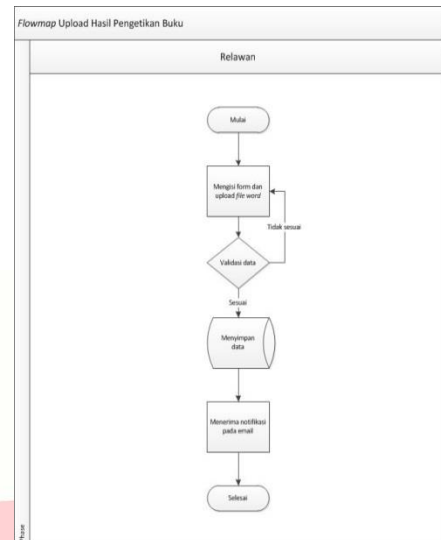 Flowmap Upload Hasil Pengetikan Buku
Relawan
Mulai
Mengisi form dan
upload file word
Tidak sesuai
Validasi data
Sesuai
Menyimpan
data
Menerima notifikasi
pada email
Selesai
Phase